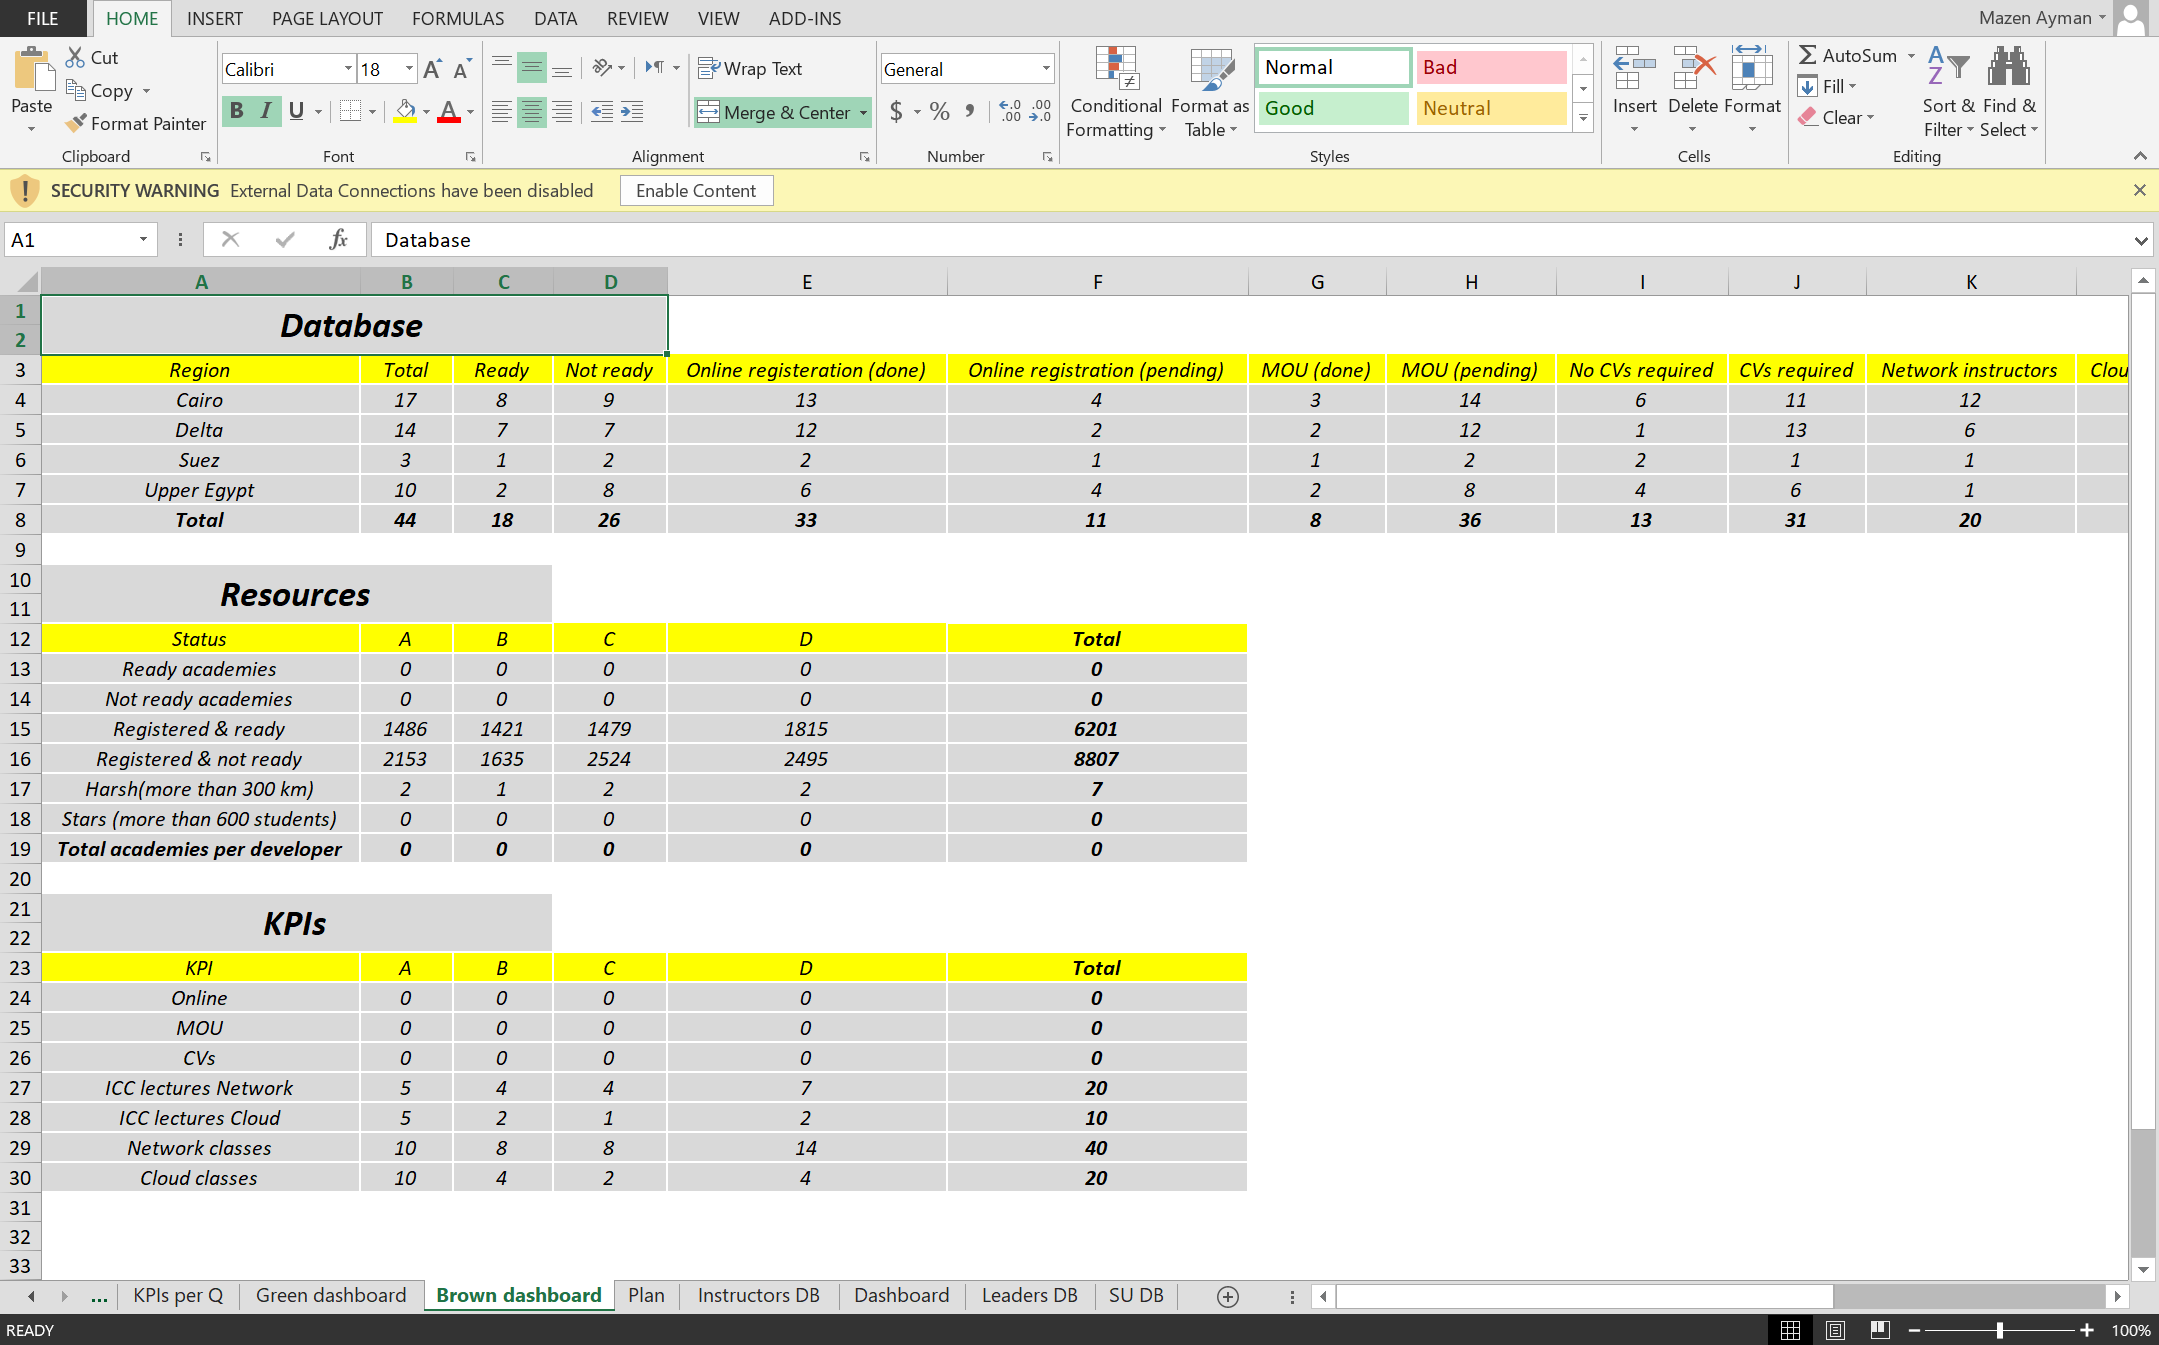 FILE HOME INSERT PAGE LAYOUT FORMULAS DATA REVIEW VIEW ADD-INS Mazen Ayman
Paste Cut Copy Format Painter Clipboard
Calibri 18 A A B I U A Font
Wrap Text Merge & Center Alignment
General $ % , .0 .00 .00 .0 Number
Conditional Formatting Format as Table Normal Bad Good Neutral Styles
Insert Delete Format Cells
AutoSum Fill Clear Sort & Filter Find & Select Editing
SECURITY WARNING External Data Connections have been disabled Enable Content
A1 fx Database
A B C D E F G H I J K
1 Database
2
3 Region Total Ready Not ready Online registeration (done) Online registration (pending) MOU (done) MOU (pending) No CVs required CVs required Network instructors Clou
4 Cairo 17 8 9 13 4 3 14 6 11 12
5 Delta 14 7 7 12 2 2 12 1 13 6
6 Suez 3 1 2 2 1 1 2 2 1 1
7 Upper Egypt 10 2 8 6 4 2 8 4 6 1
8 Total 44 18 26 33 11 8 36 13 31 20
9
10 Resources
11
12 Status A B C D Total
13 Ready academies 0 0 0 0 0
14 Not ready academies 0 0 0 0 0
15 Registered & ready 1486 1421 1479 1815 6201
16 Registered & not ready 2153 1635 2524 2495 8807
17 Harsh(more than 300 km) 2 1 2 2 7
18 Stars (more than 600 students) 0 0 0 0 0
19 Total academies per developer 0 0 0 0 0
20
21 KPIs
22
23 KPI A B C D Total
24 Online 0 0 0 0 0
25 MOU 0 0 0 0 0
26 CVs 0 0 0 0 0
27 ICC lectures Network 5 4 4 7 20
28 ICC lectures Cloud 5 2 1 2 10
29 Network classes 10 8 8 14 40
30 Cloud classes 10 4 2 4 20
31
32
33
... KPIs per Q Green dashboard Brown dashboard Plan Instructors DB Dashboard Leaders DB SU DB
READY 100%